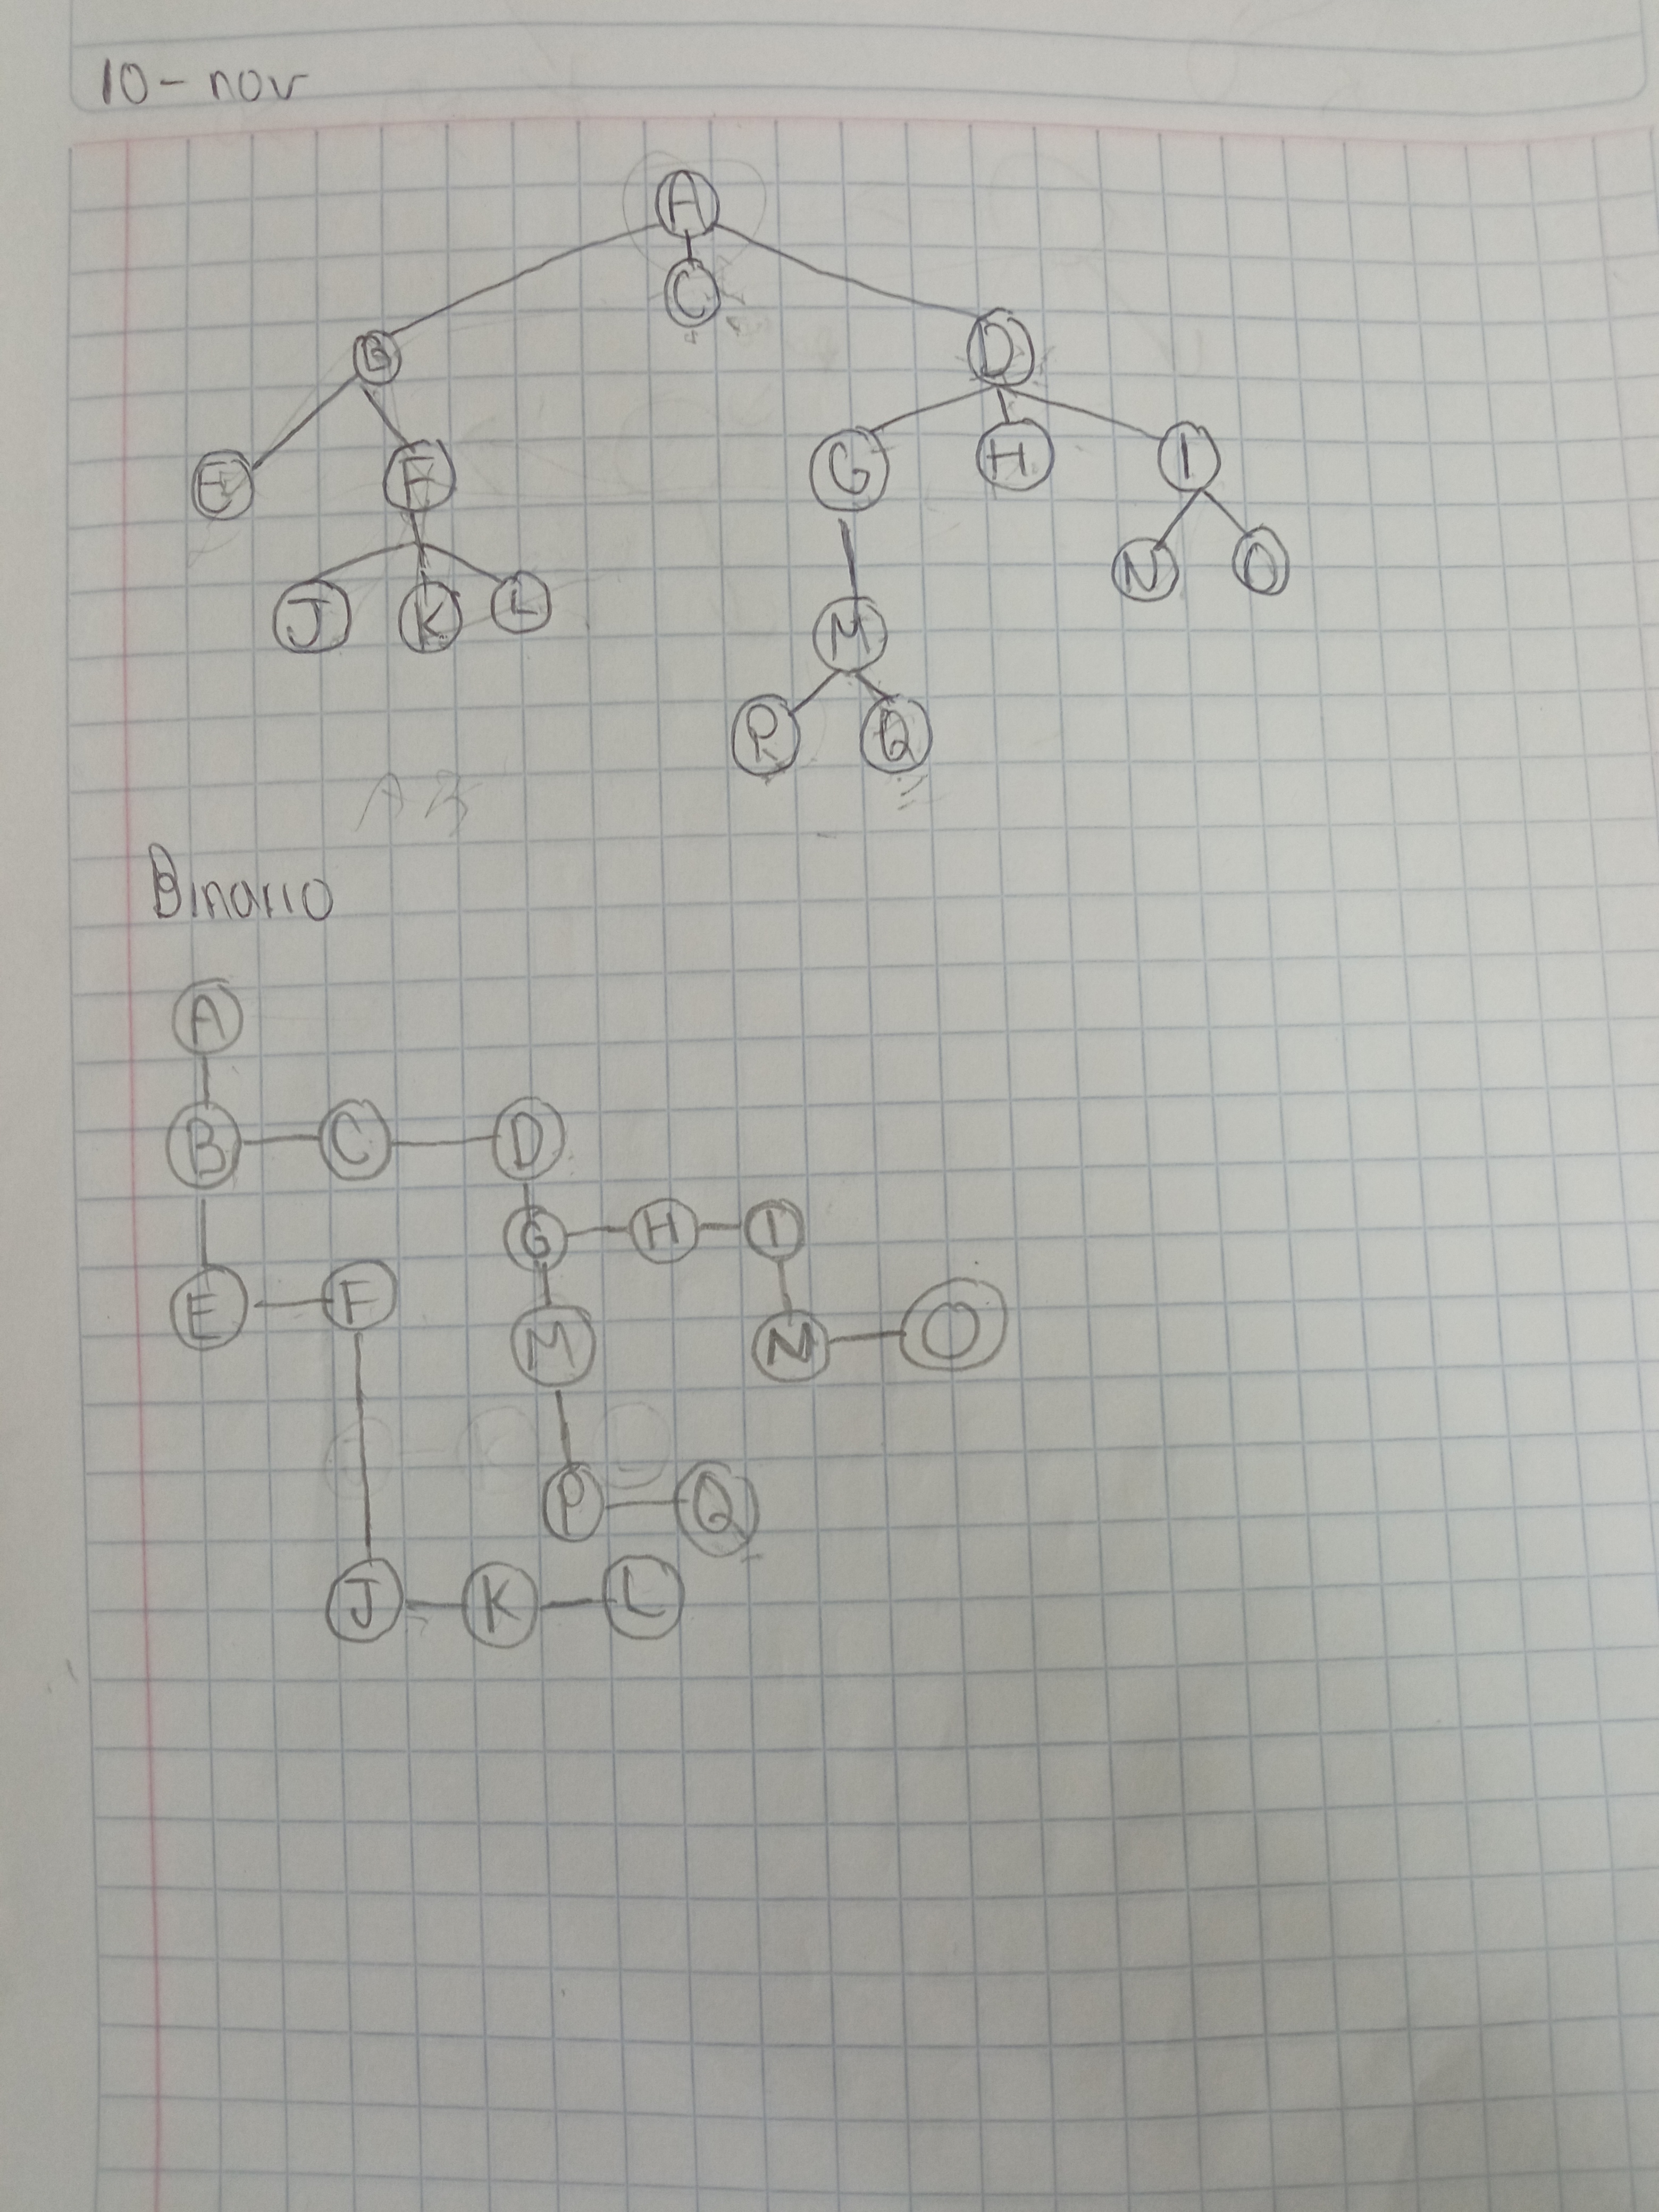 10 - nov
A
C
B D
E F G H I
J K L M N O
P Q
Binario
A
B C D
G H I
E F M N O
P Q
J K L